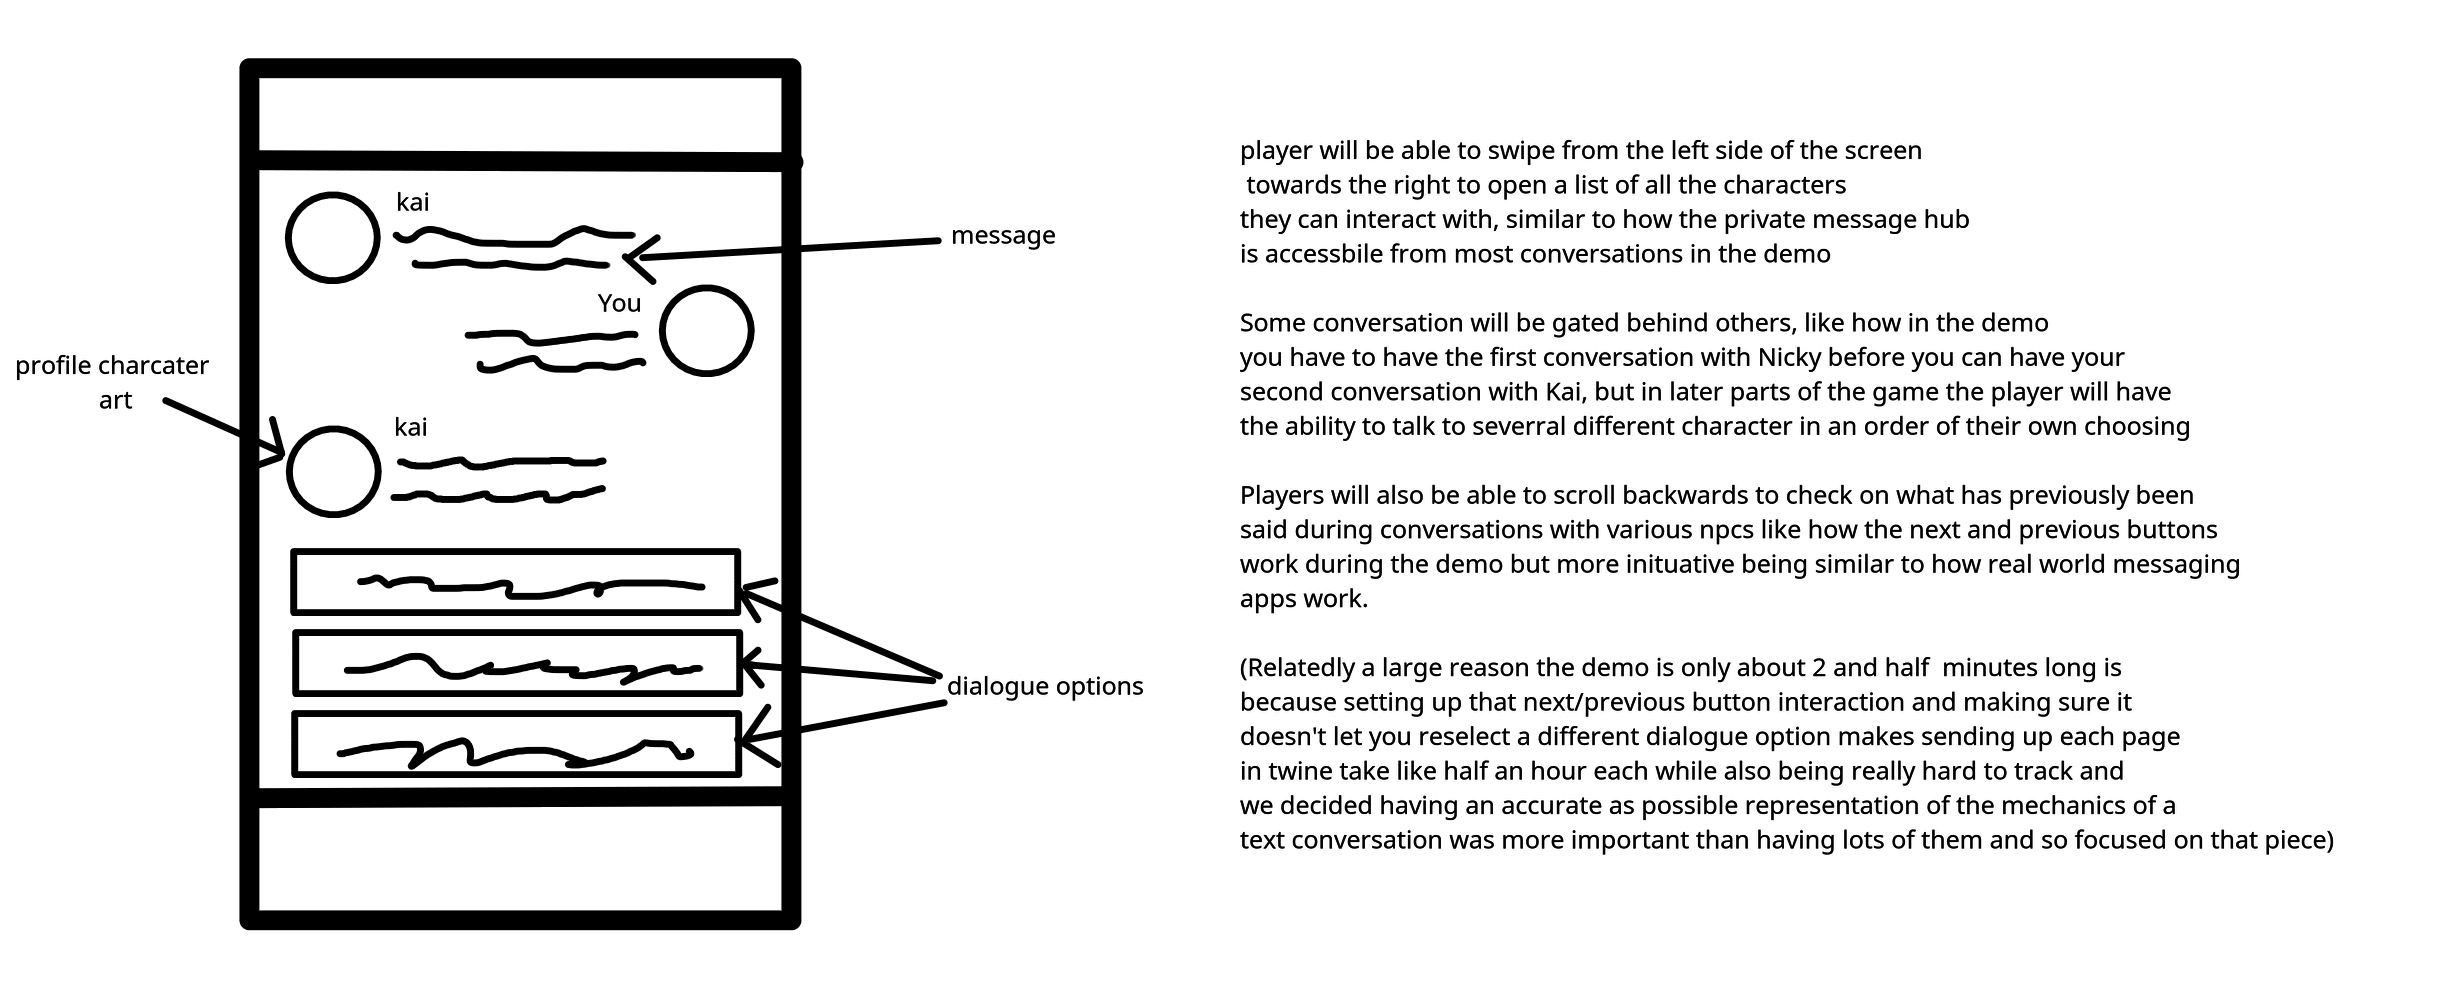 kai
message
You
profile charcater
art
kai
dialogue options
player will be able to swipe from the left side of the screen
towards the right to open a list of all the characters
they can interact with, similar to how the private message hub
is accessbile from most conversations in the demo
Some conversation will be gated behind others, like how in the demo
you have to have the first conversation with Nicky before you can have your
second conversation with Kai, but in later parts of the game the player will have
the ability to talk to severral different character in an order of their own choosing
Players will also be able to scroll backwards to check on what has previously been
said during conversations with various npcs like how the next and previous buttons
work during the demo but more inituative being similar to how real world messaging
apps work.
(Relatedly a large reason the demo is only about 2 and half  minutes long is
because setting up that next/previous button interaction and making sure it
doesn't let you reselect a different dialogue option makes sending up each page
in twine take like half an hour each while also being really hard to track and
we decided having an accurate as possible representation of the mechanics of a
text conversation was more important than having lots of them and so focused on that piece)